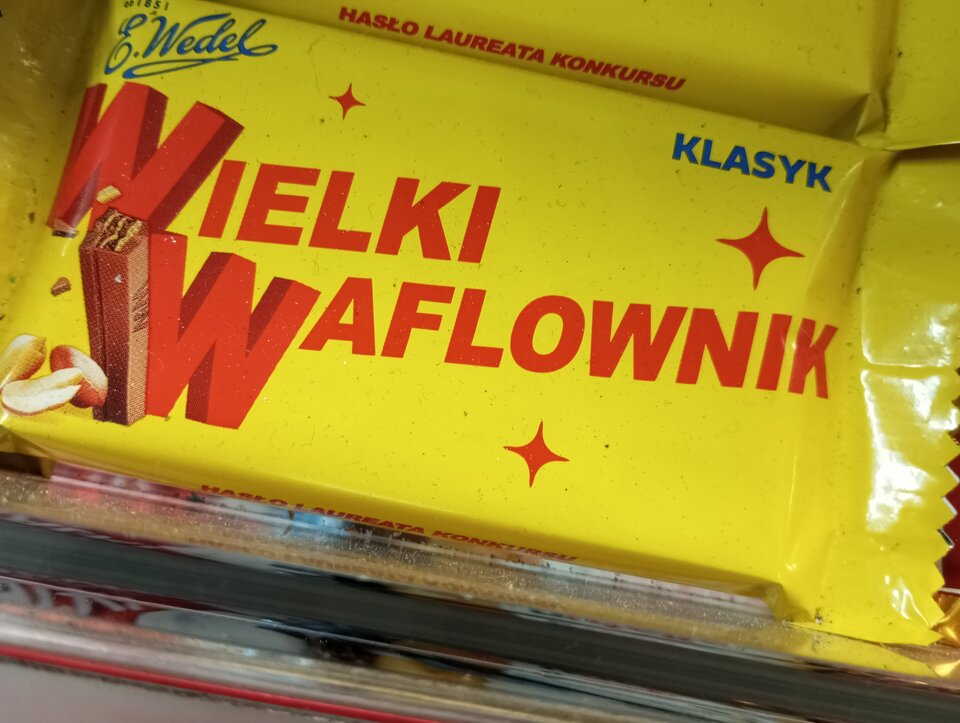 od 1851
E. Wedel
HASŁO LAUREATA KONKURSU
KLASYK
WIELKI
WAFLOWNIK
HASŁO LAUREATA KONKURSU